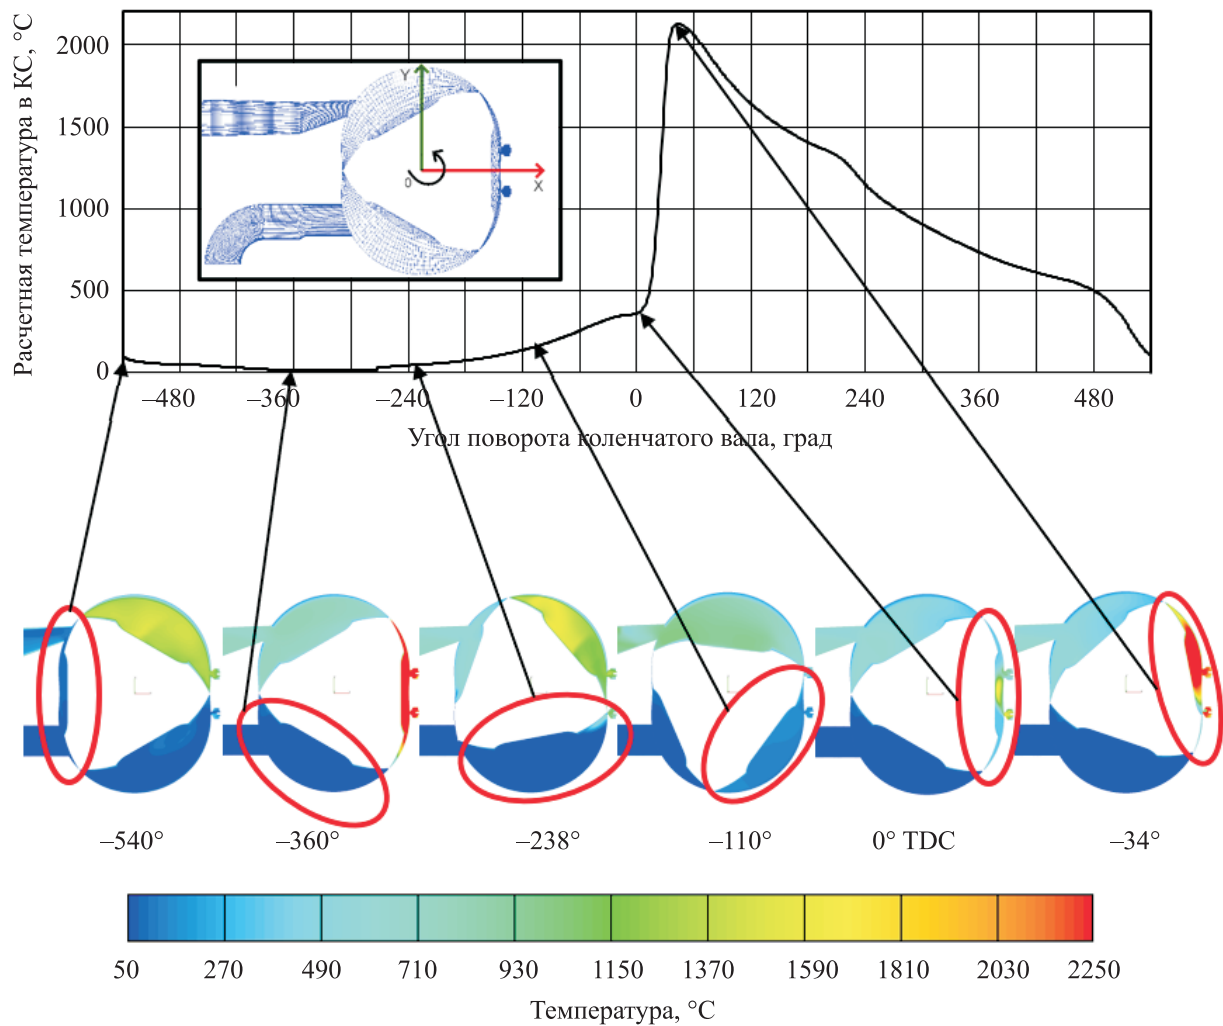 Расчетная температура в КС, °С
2000
1500
1000
500
0
Y
0
X
–480 –360 –240 –120 0 120 240 360 480
Угол поворота коленчатого вала, град
–540° –360° –238° –110° 0° TDC –34°
50 270 490 710 930 1150 1370 1590 1810 2030 2250
Температура, °С